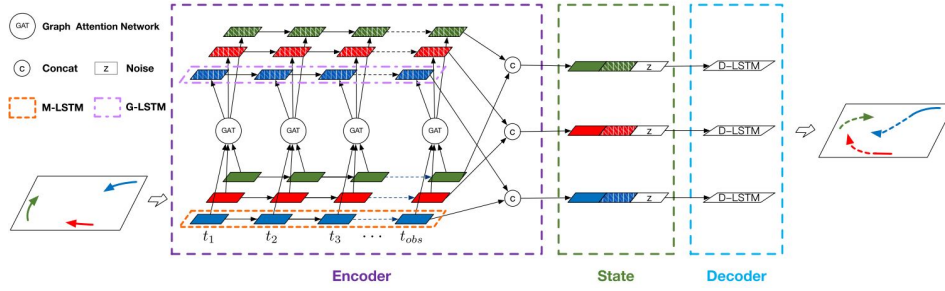 GAT Graph Attention Network
C Concat z Noise
M-LSTM G-LSTM
GAT GAT GAT GAT
C
C
C
t1 t2 t3 ... tobs
z
z
z
D-LSTM
D-LSTM
D-LSTM
Encoder State Decoder